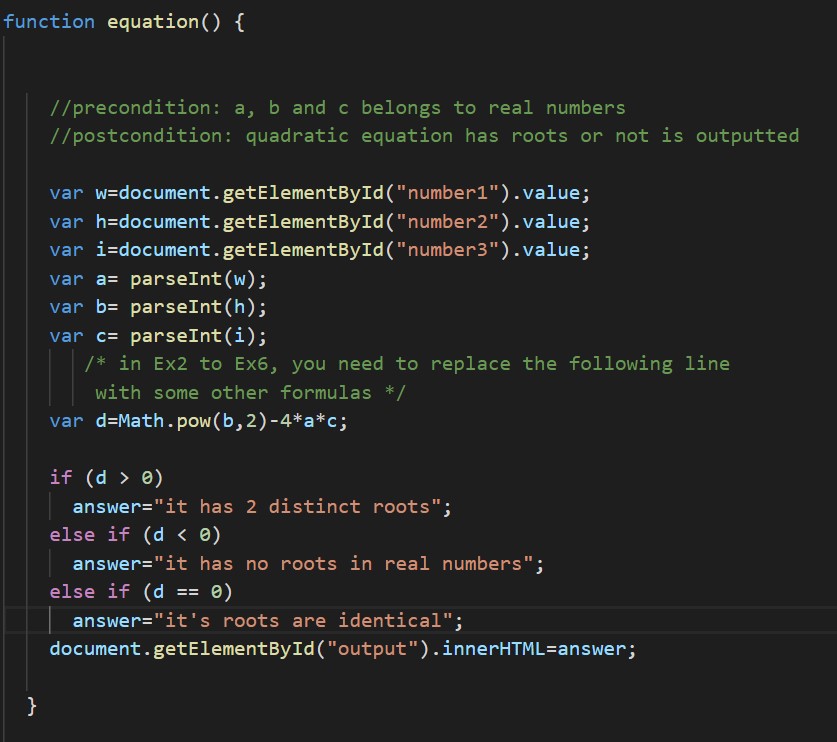 function equation() {
//precondition: a, b and c belongs to real numbers
//postcondition: quadratic equation has roots or not is outputted
var w=document.getElementById("number1").value;
var h=document.getElementById("number2").value;
var i=document.getElementById("number3").value;
var a= parseInt(w);
var b= parseInt(h);
var c= parseInt(i);
/* in Ex2 to Ex6, you need to replace the following line
with some other formulas */
var d=Math.pow(b,2)-4*a*c;
if (d > 0)
answer="it has 2 distinct roots";
else if (d < 0)
answer="it has no roots in real numbers";
else if (d == 0)
answer="it's roots are identical";
document.getElementById("output").innerHTML=answer;
}